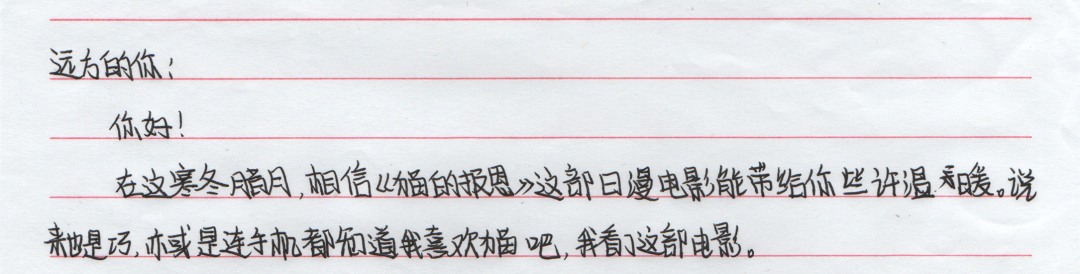 远方的你：
你好！
在这寒冬腊月，相信《猫的报恩》这部日漫电影能带给你些许温暖。说
来也是巧，亦或是连手机都知道我喜欢猫吧，我看了这部电影。